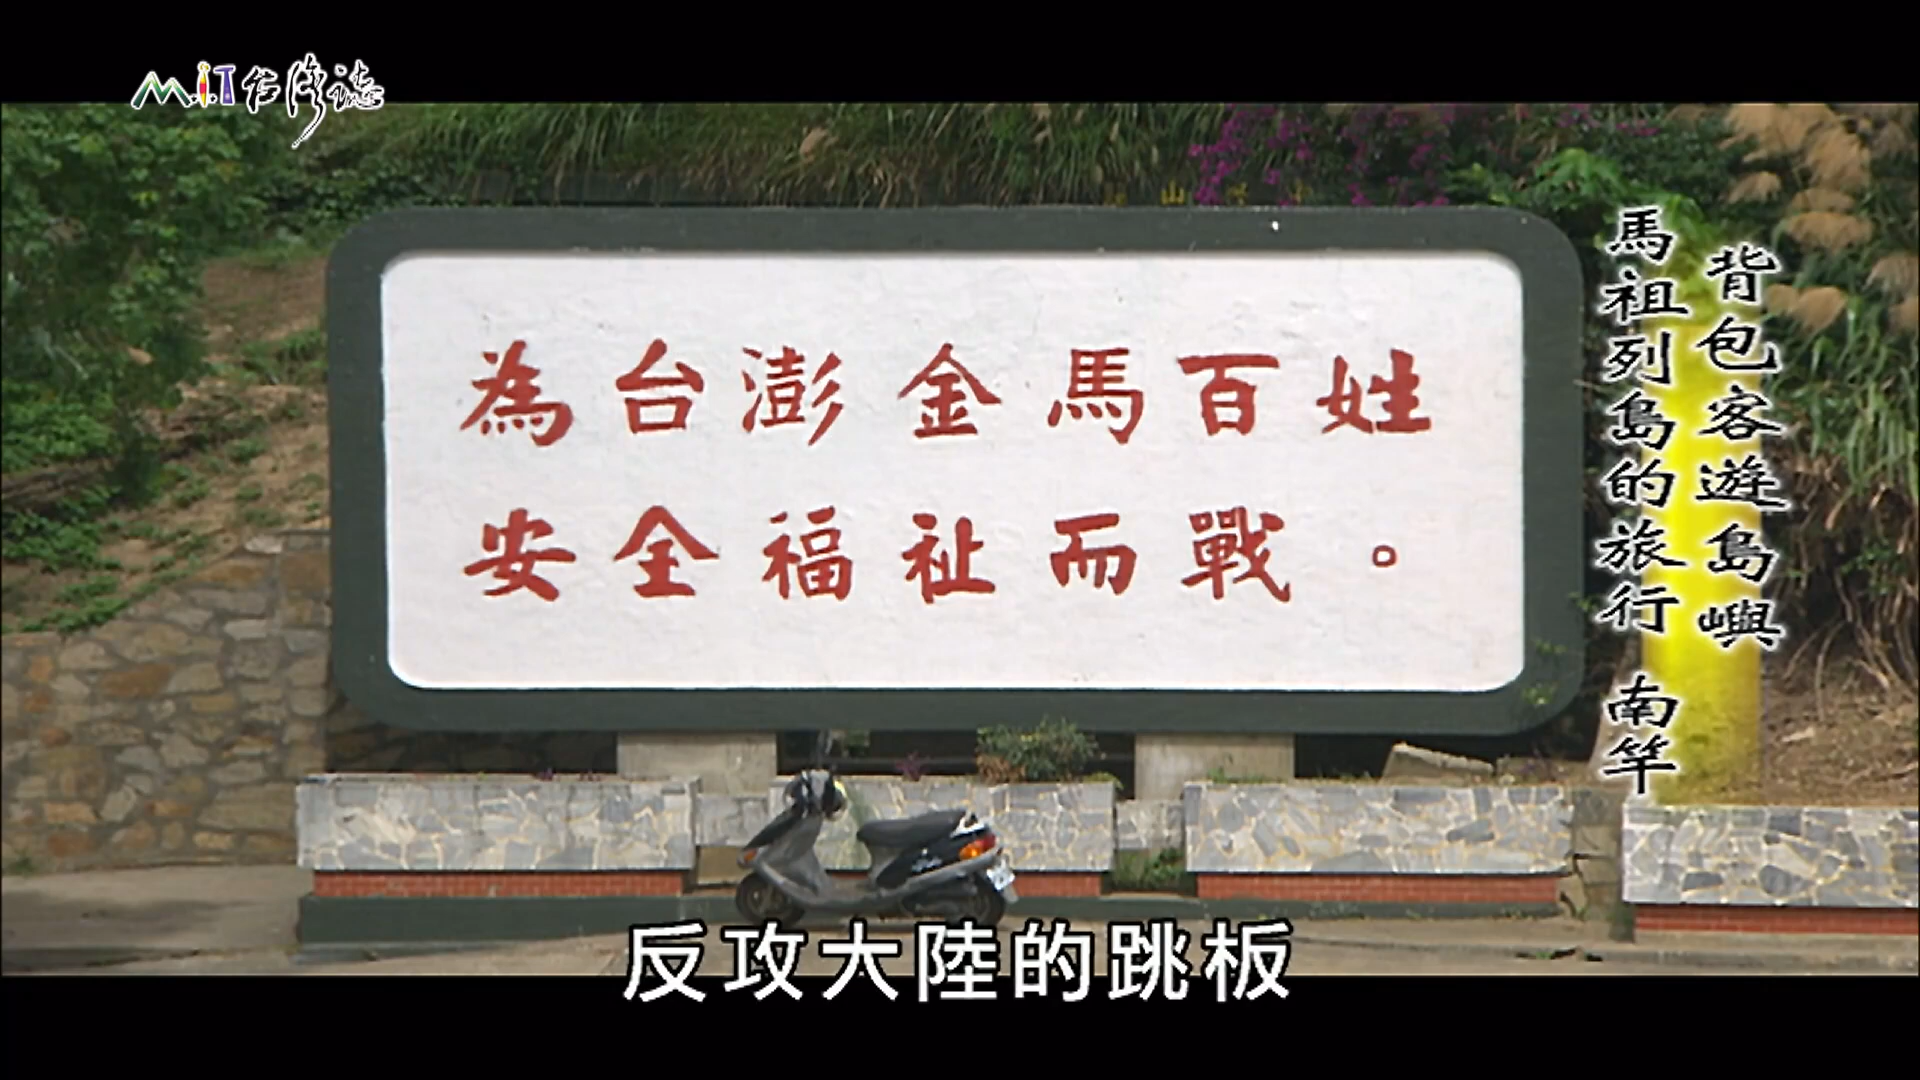 M.I.T台灣誌
背包客遊島嶼
馬祖列島的旅行 南竿
為台澎金馬百姓
安全福祉而戰。
反攻大陸的跳板